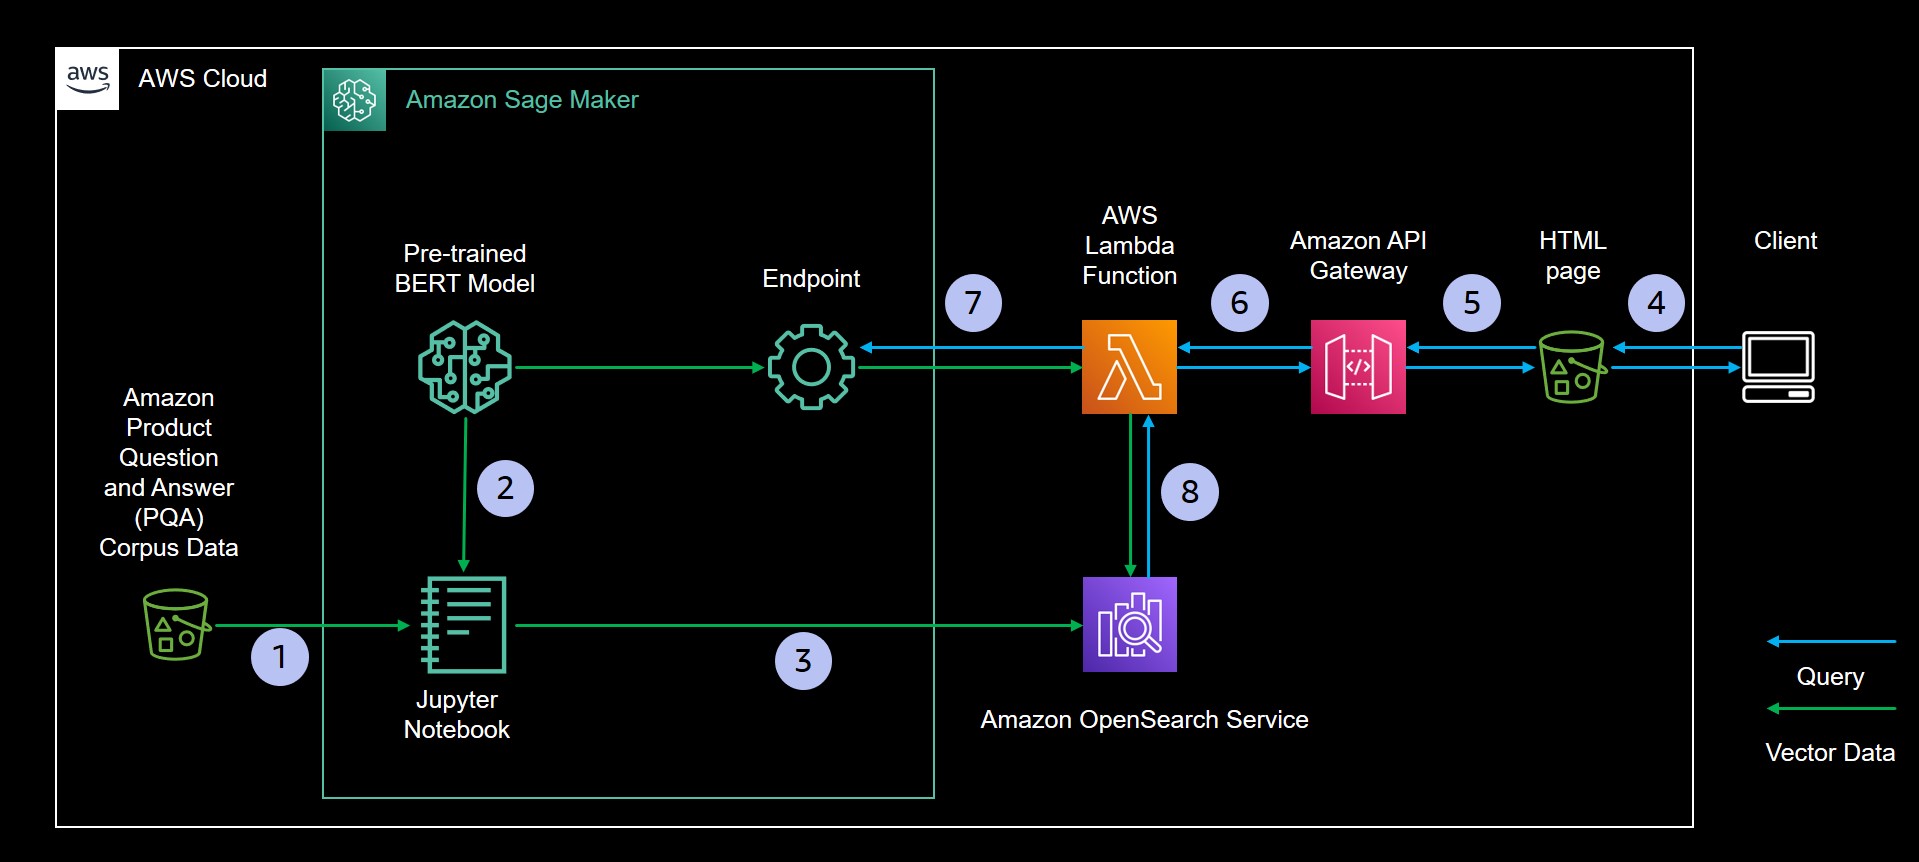 aws
AWS Cloud
Amazon Sage Maker
Pre-trained
BERT Model
Endpoint
AWS
Lambda
Function
Amazon API
Gateway
HTML
page
Client
7
6
5
4
</>
Amazon
Product
Question
and Answer
(PQA)
Corpus Data
2
8
1
3
Jupyter
Notebook
Amazon OpenSearch Service
Query
Vector Data